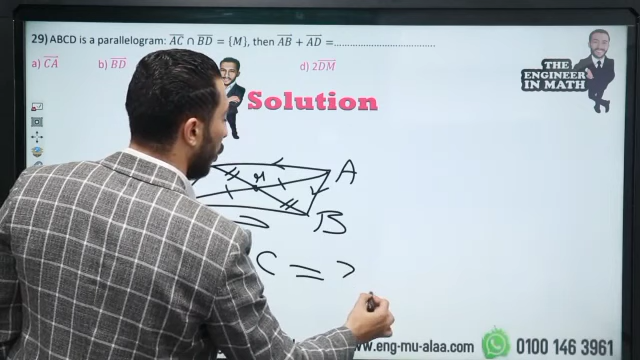 29) ABCD is a parallelogram: AC ∩ BD = {M}, then AB + AD =......................................
a) CA b) BD d) 2DM
THE
ENGINEER
IN MATH
Solution
M
A
B
C =
www.eng-mu-alaa.com 0100 146 3961